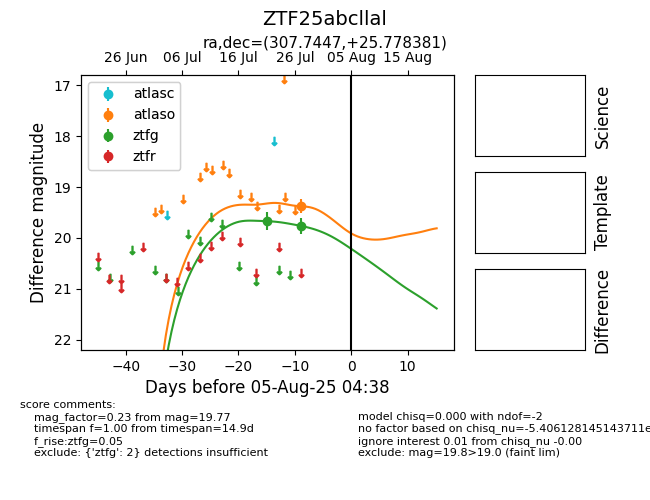 ZTF25abcllal
ra,dec=(307.7447,+25.778381)
26 Jun 06 Jul 16 Jul 26 Jul 05 Aug 15 Aug
17
18
19
20
21
22
Difference magnitude
atlasc
atlaso
ztfg
ztfr
−40 −30 −20 −10 0 10
Days before 05-Aug-25 04:38
Science
Template
Difference
score comments:
mag_factor=0.23 from mag=19.77
timespan f=1.00 from timespan=14.9d
f_rise:ztfg=0.05
exclude: {'ztfg': 2} detections insufficient
model chisq=0.000 with ndof=-2
no factor based on chisq_nu=-5.406128145143711e
ignore interest 0.01 from chisq_nu -0.00
exclude: mag=19.8>19.0 (faint lim)